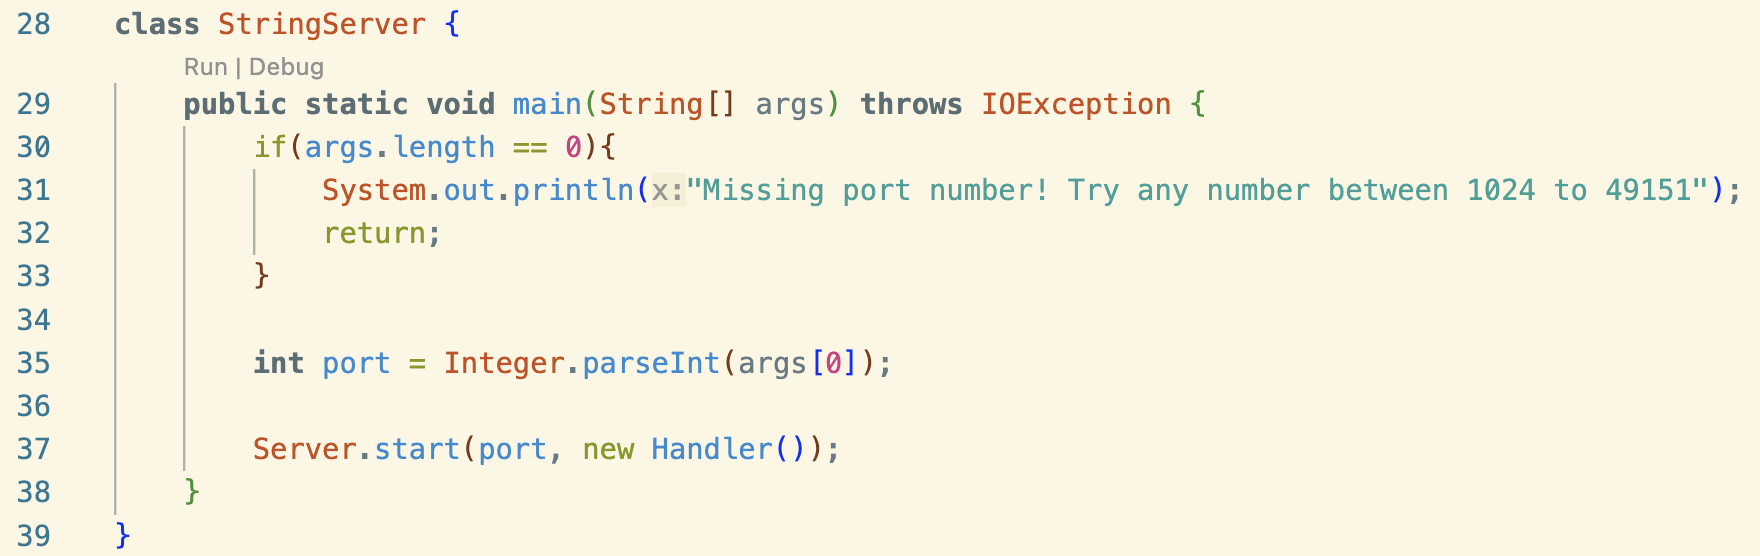 28 class StringServer {
Run | Debug
29 public static void main(String[] args) throws IOException {
30 if(args.length == 0){
31 System.out.println(x:"Missing port number! Try any number between 1024 to 49151");
32 return;
33 }
34
35 int port = Integer.parseInt(args[0]);
36
37 Server.start(port, new Handler());
38 }
39 }